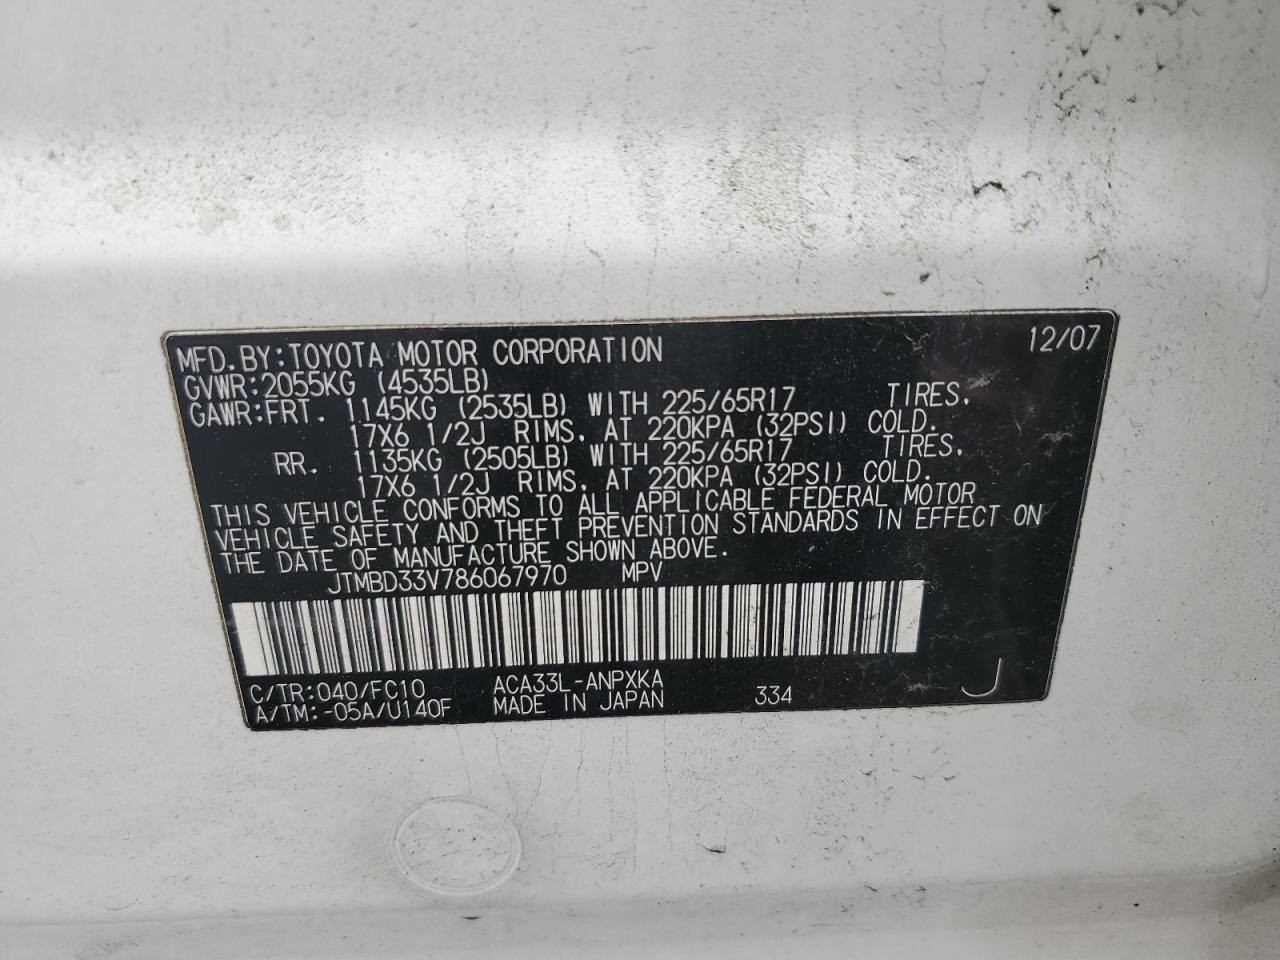 MFD.BY:TOYOTA MOTOR CORPORATION 12/07
GVWR:2055KG (4535LB)
GAWR:FRT. 1145KG (2535LB) WITH 225/65R17 TIRES,
17X6 1/2J RIMS, AT 220KPA (32PSI) COLD.
RR. 1135KG (2505LB) WITH 225/65R17 TIRES,
17X6 1/2J RIMS, AT 220KPA (32PSI) COLD.
THIS VEHICLE CONFORMS TO ALL APPLICABLE FEDERAL MOTOR
VEHICLE SAFETY AND THEFT PREVENTION STANDARDS IN EFFECT ON
THE DATE OF MANUFACTURE SHOWN ABOVE.
JTMBD33V786067970 MPV
C/TR:040/FC10 ACA33L-ANPXKA
A/TM:-05A/U140F MADE IN JAPAN 334 J